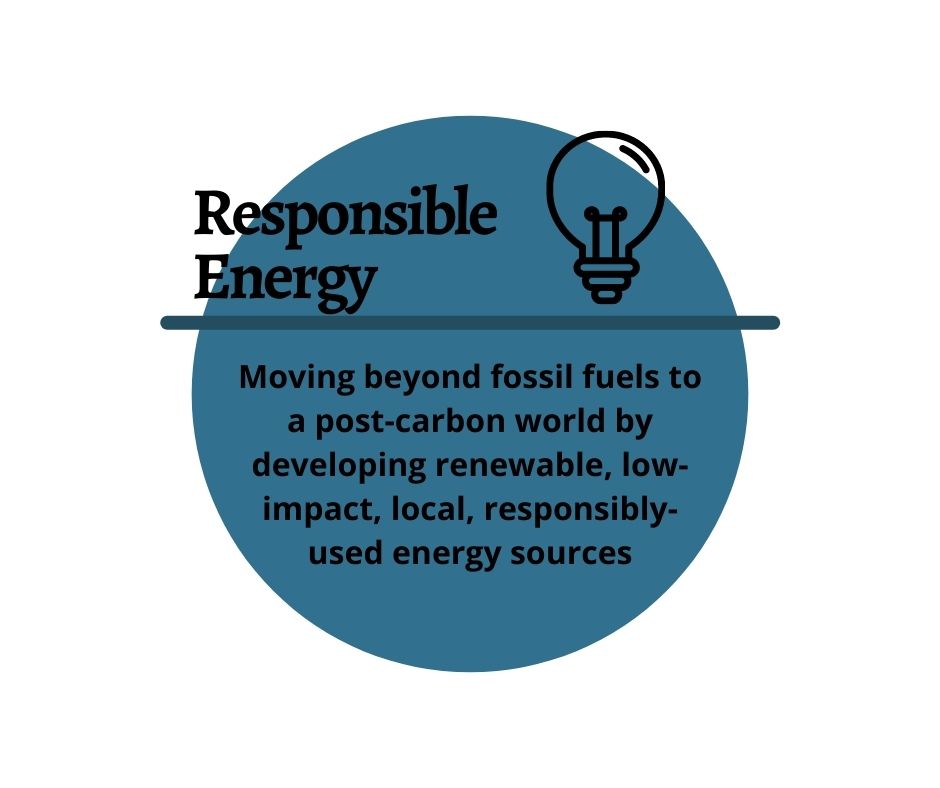 Responsible
Energy
Moving beyond fossil fuels to
a post-carbon world by
developing renewable, low-
impact, local, responsibly-
used energy sources